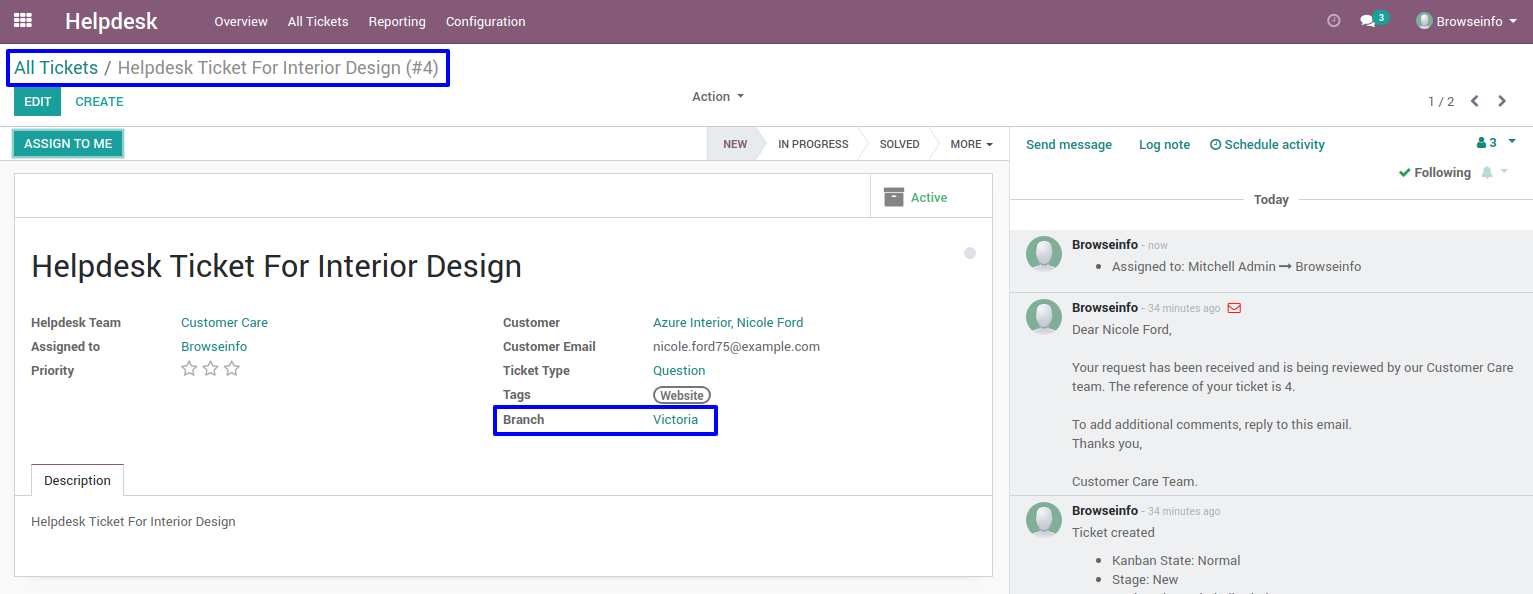 Helpdesk Overview All Tickets Reporting Configuration 3 Browseinfo
All Tickets / Helpdesk Ticket For Interior Design (#4)
EDIT CREATE Action 1 / 2
ASSIGN TO ME NEW IN PROGRESS SOLVED MORE
Active
Helpdesk Ticket For Interior Design
Helpdesk Team Customer Care
Assigned to Browseinfo
Priority
Customer Azure Interior, Nicole Ford
Customer Email nicole.ford75@example.com
Ticket Type Question
Tags Website
Branch Victoria
Description
Helpdesk Ticket For Interior Design
Send message Log note Schedule activity 3
Following
Today
Browseinfo - now
• Assigned to: Mitchell Admin → Browseinfo
Browseinfo - 34 minutes ago
Dear Nicole Ford,
Your request has been received and is being reviewed by our Customer Care
team. The reference of your ticket is 4.
To add additional comments, reply to this email.
Thank you,
Customer Care Team.
Browseinfo - 34 minutes ago
Ticket created
• Kanban State: Normal
• Stage: New